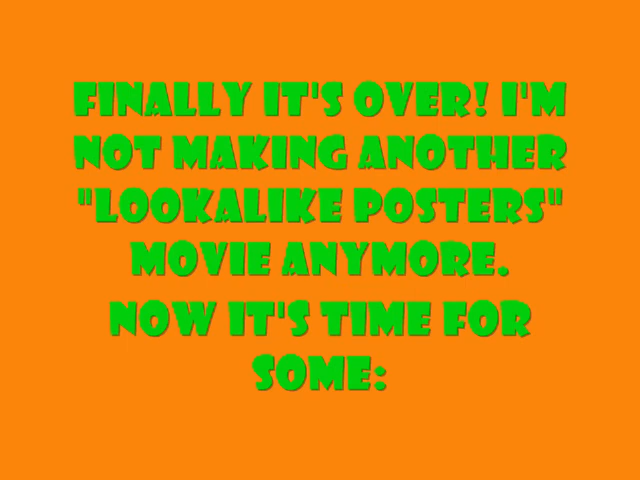 FINALLY IT'S OVER! I'M
NOT MAKING ANOTHER
"LOOKALIKE POSTERS"
MOVIE ANYMORE.
NOW IT'S TIME FOR
SOME: